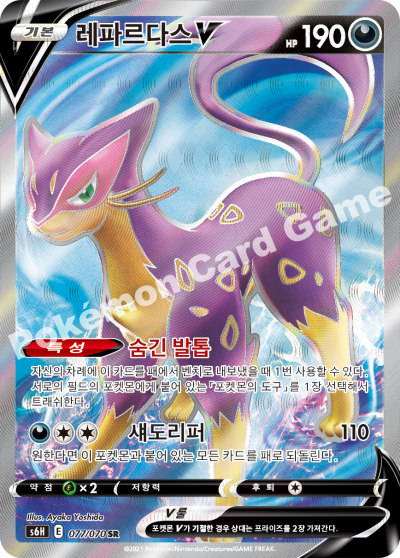 기본 레파르다스V HP 190
Pokémon Card Game
특성 숨긴 발톱
자신의 차례에 이 카드를 패에서 벤치로 내보냈을 때 1번 사용할 수 있다.
서로의 필드의 포켓몬에게 붙어 있는 「포켓몬의 도구」를 1장 선택해서
트래쉬한다.
섀도리퍼 110
원한다면 이 포켓몬과 붙어 있는 모든 카드를 패로 되돌린다.
약점 ×2 저항력 후퇴
Illus. Ayaka Yoshida
V룰
s6H E 077/070 SR
포켓몬 V가 기절한 경우 상대는 프라이즈를 2장 가져간다.
©2021 Pokémon/Nintendo/Creatures/GAME FREAK.